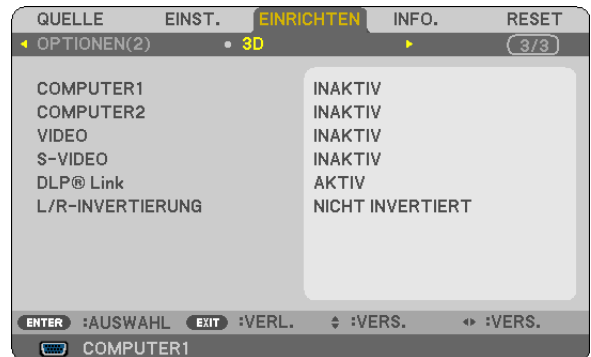 QUELLE EINST. EINRICHTEN INFO. RESET
OPTIONEN(2) 3D 3/3
COMPUTER1 INAKTIV
COMPUTER2 INAKTIV
VIDEO INAKTIV
S-VIDEO INAKTIV
DLP® Link AKTIV
L/R-INVERTIERUNG NICHT INVERTIERT
ENTER :AUSWAHL EXIT :VERL. :VERS. :VERS.
COMPUTER1